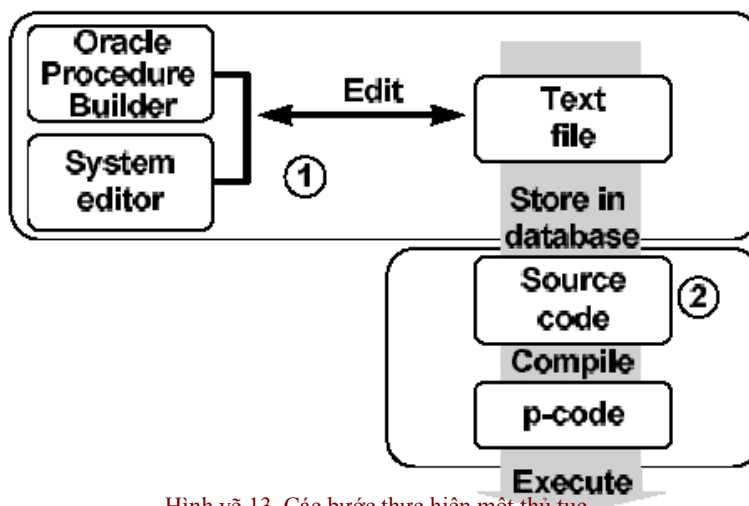 Oracle
Procedure
Builder
System
editor
Edit
1
Text
file
Store in
database
Source
code
2
Compile
p-code
Execute
Hình vẽ 13. Các bước thực hiện một thủ tục